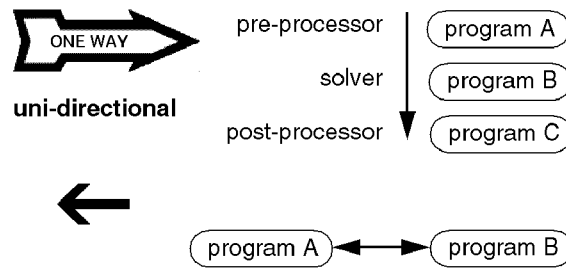 ONE WAY
uni-directional
pre-processor program A
solver program B
post-processor program C
program A program B